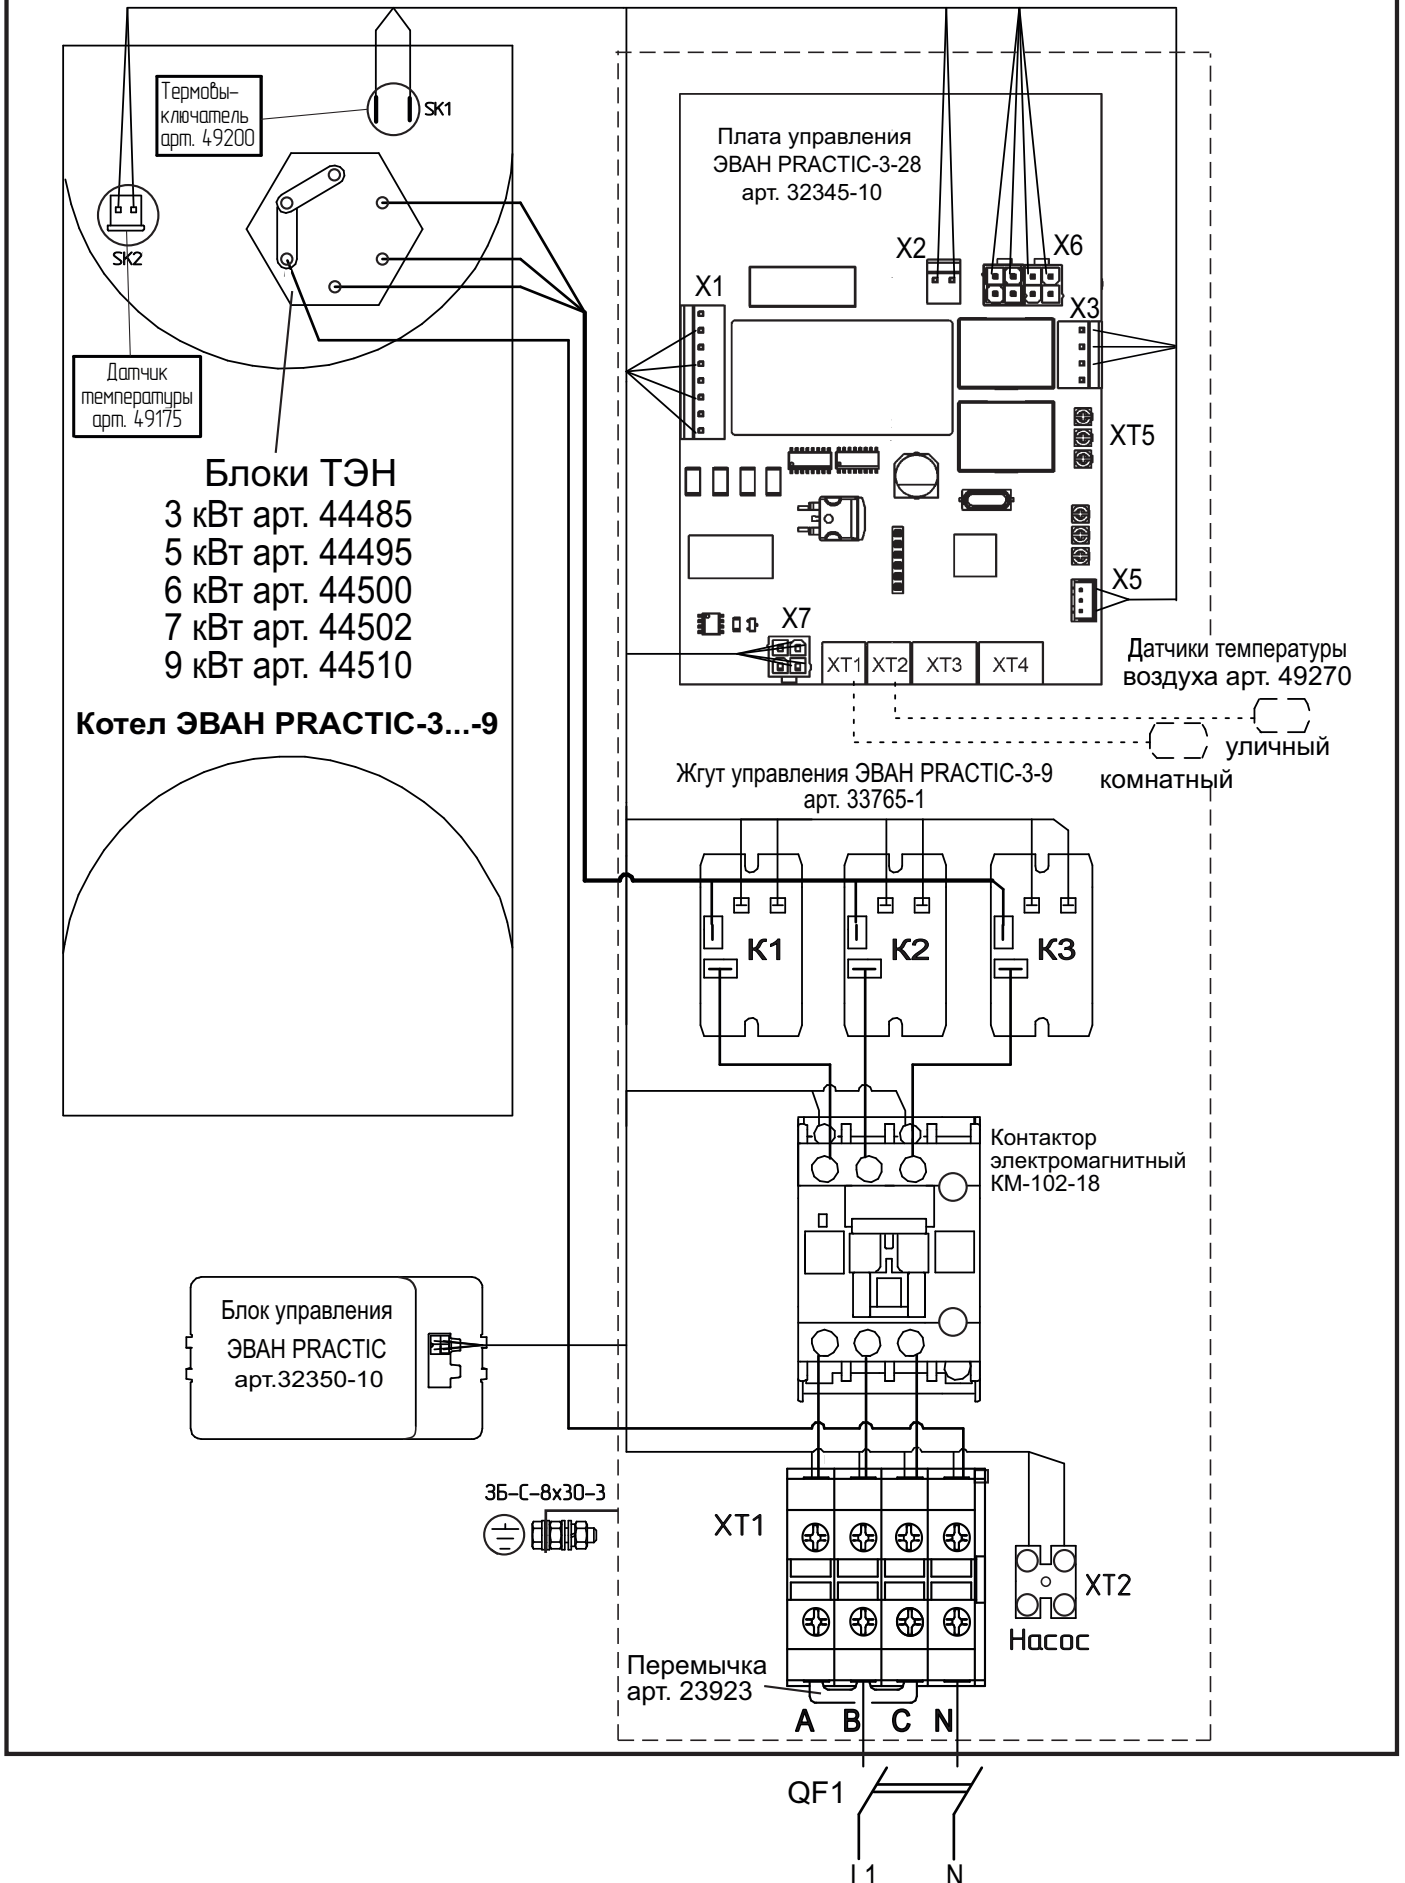 Термовы-
ключатель
арт. 49200
SK1
SK2
Датчик
температуры
арт. 49175
Блоки ТЭН
3 кВт арт. 44485
5 кВт арт. 44495
6 кВт арт. 44500
7 кВт арт. 44502
9 кВт арт. 44510
Котел ЭВАН PRACTIC-3...-9
Плата управления
ЭВАН PRACTIC-3-28
арт. 32345-10
X2
X6
X1
X3
XT5
X5
X7
XT1
XT2
XT3
XT4
Датчики температуры
воздуха арт. 49270
уличный
комнатный
Жгут управления ЭВАН PRACTIC-3-9
арт. 33765-1
K1
K2
K3
Контактор
электромагнитный
КМ-102-18
Блок управления
ЭВАН PRACTIC
арт.32350-10
ЗБ-С-8х30-3
XT1
XT2
Насос
Перемычка
арт. 23923
A B C N
QF1
L1 N